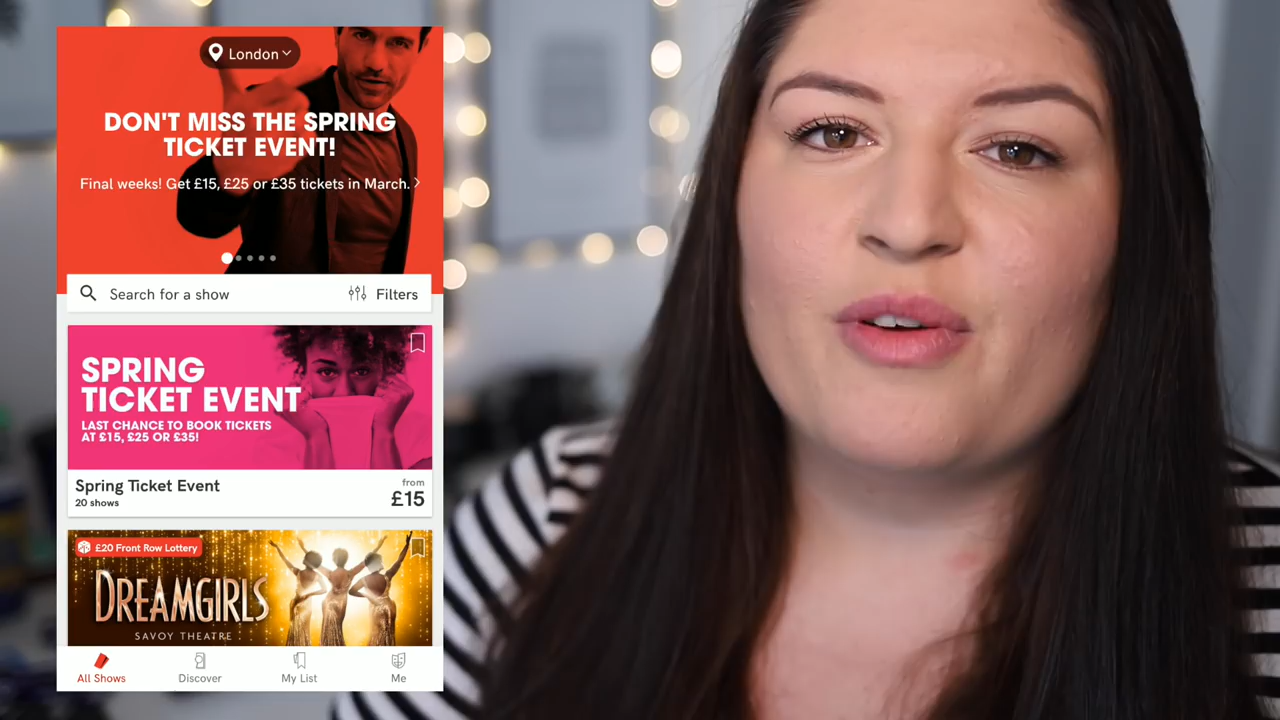 London
DON'T MISS THE SPRING
TICKET EVENT!
Final weeks! Get £15, £25 or £35 tickets in March.
Search for a show
Filters
SPRING
TICKET EVENT
LAST CHANCE TO BOOK TICKETS
AT £15, £25 OR £35!
Spring Ticket Event
20 shows
from
£15
£20 Front Row Lottery
DREAMGIRLS
SAVOY THEATRE
All Shows
Discover
My List
Me